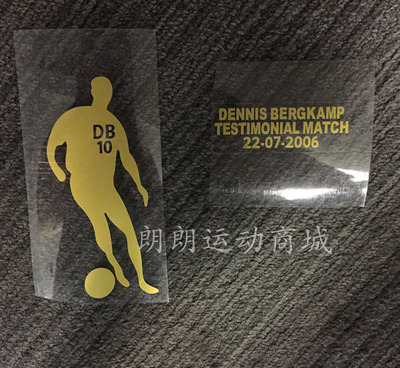 DB
10
DENNIS BERGKAMP
TESTIMONIAL MATCH
22-07-2006
朗朗运动商城